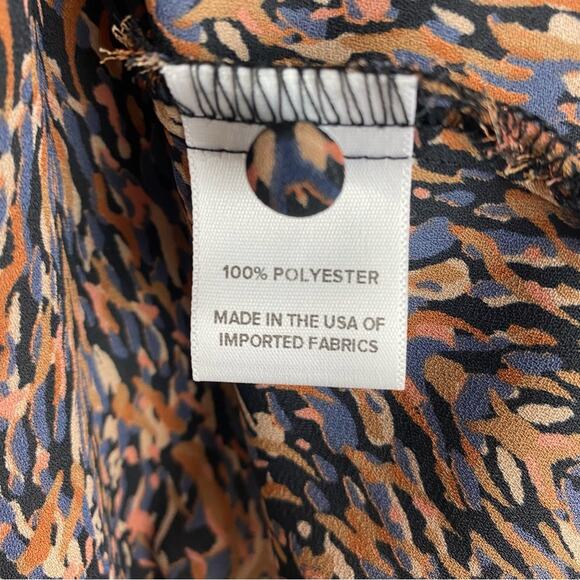 100% POLYESTER
MADE IN THE USA OF
IMPORTED FABRICS